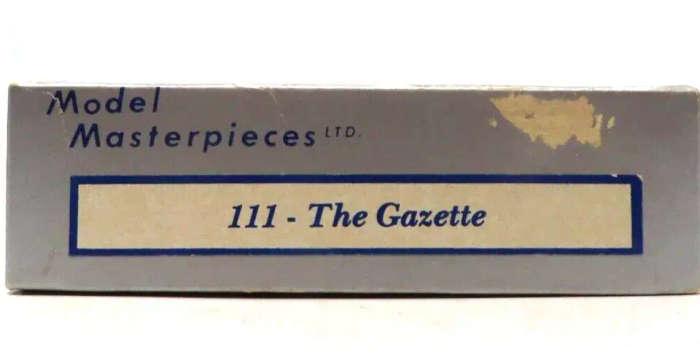 Model
Masterpieces LTD.
111 - The Gazette